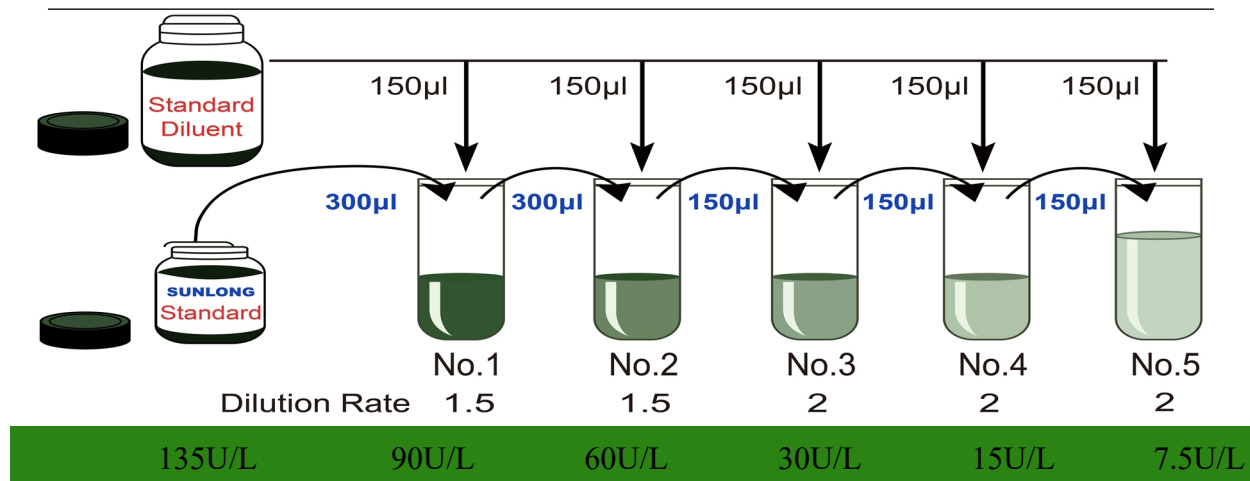 150µl 150µl 150µl 150µl 150µl
Standard
Diluent
300µl 300µl 150µl 150µl 150µl
SUNLONG
Standard
No.1 No.2 No.3 No.4 No.5
Dilution Rate 1.5 1.5 2 2 2
135U/L 90U/L 60U/L 30U/L 15U/L 7.5U/L